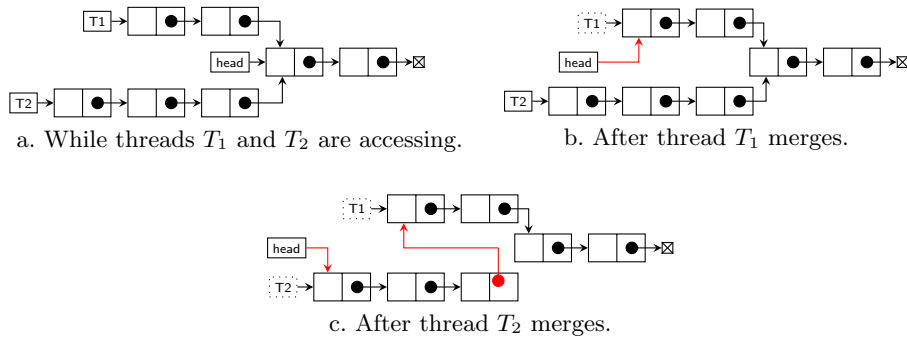 T1
head
T2
a. While threads T₁ and T₂ are accessing.
T1
head
T2
b. After thread T₁ merges.
T1
head
T2
c. After thread T₂ merges.